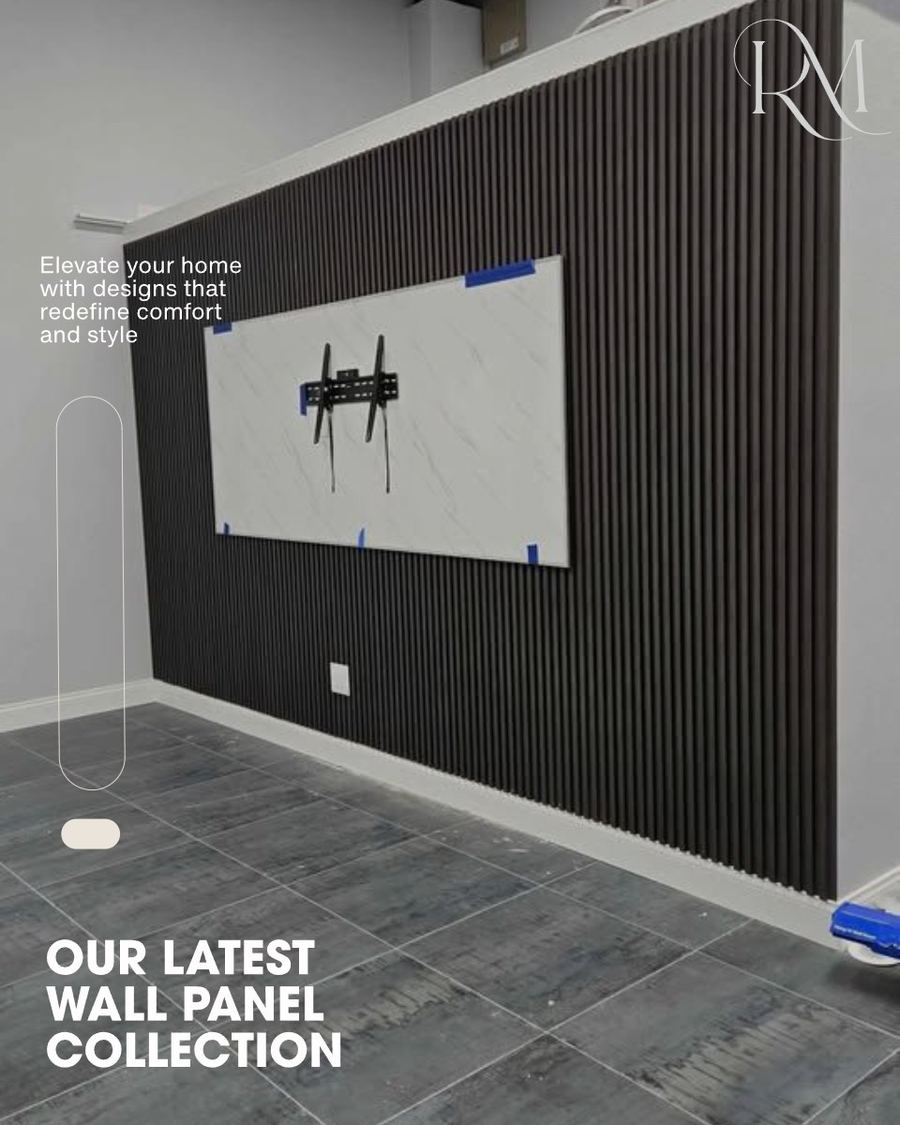 RM
Elevate your home
with designs that
redefine comfort
and style
OUR LATEST
WALL PANEL
COLLECTION